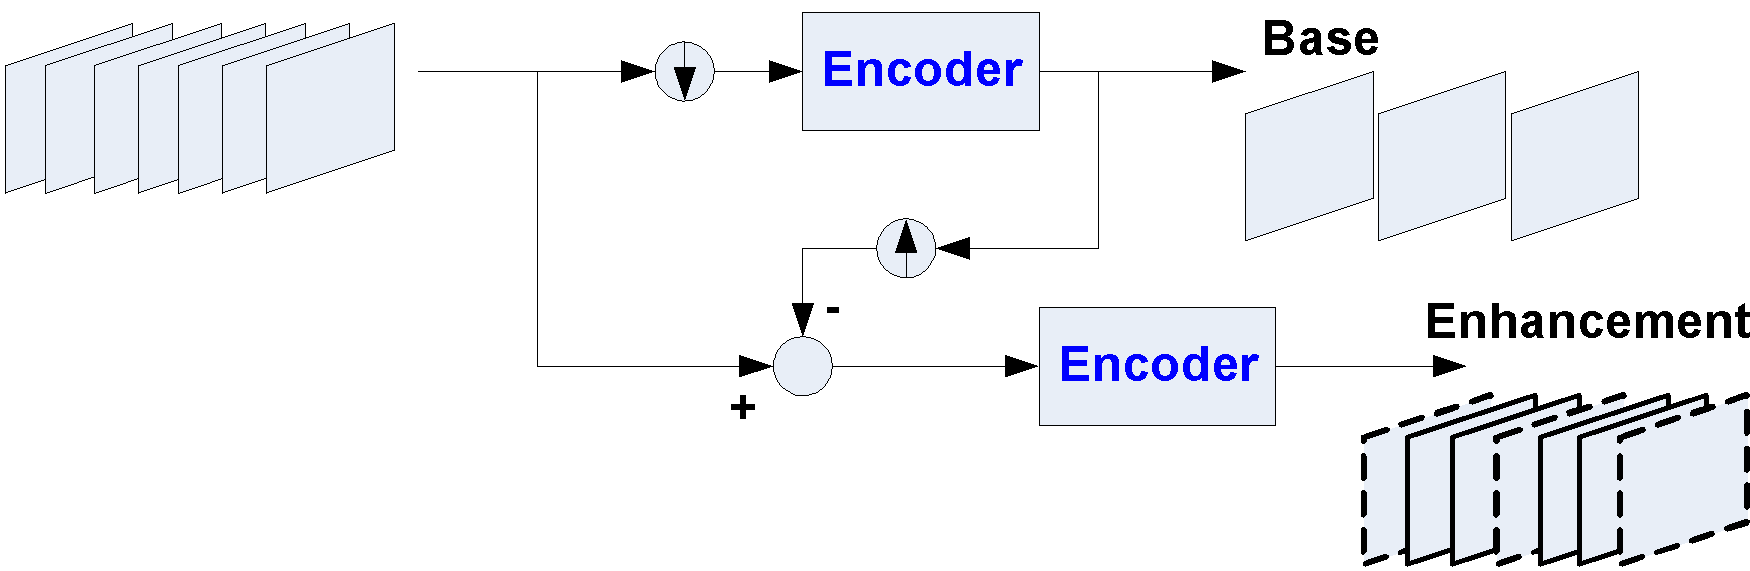 Base
Encoder
-
Enhancement
Encoder
+